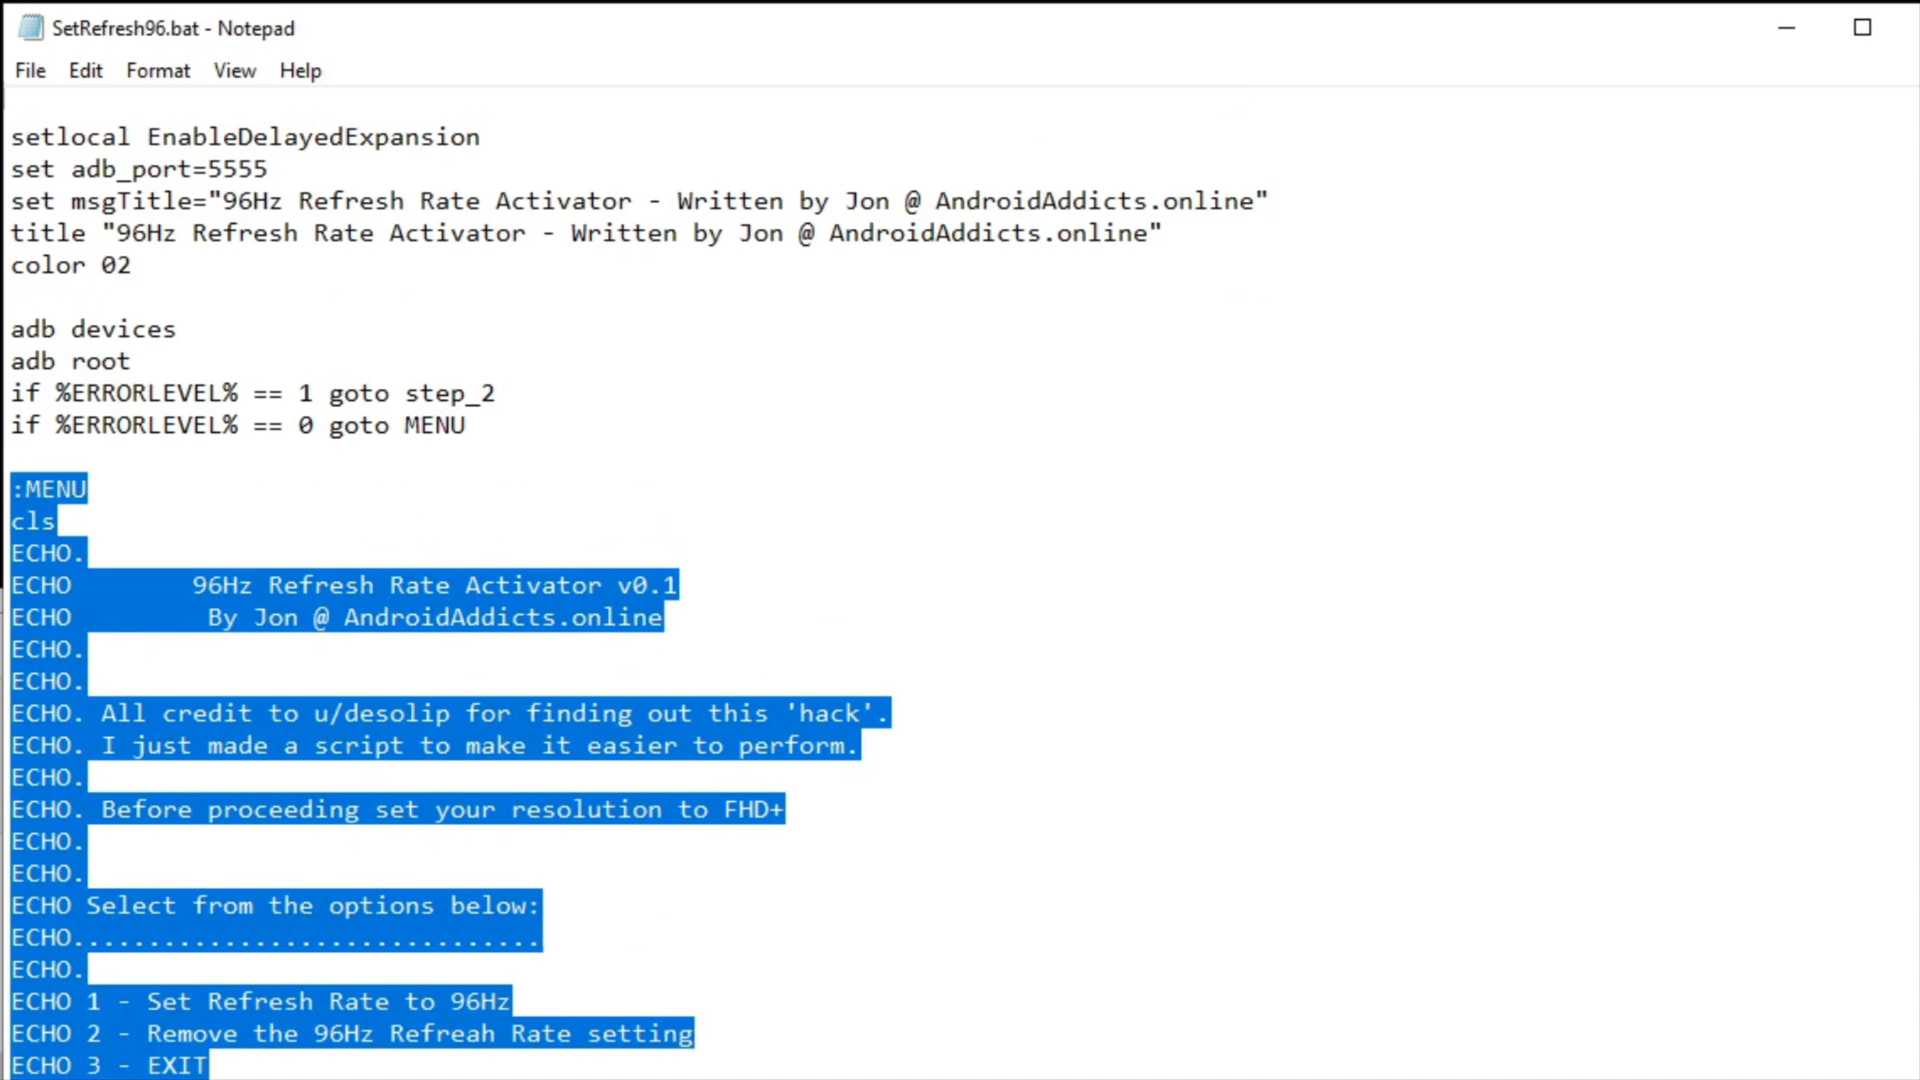 SetRefresh96.bat - Notepad
File Edit Format View Help
setlocal EnableDelayedExpansion
set adb_port=5555
set msgTitle="96Hz Refresh Rate Activator - Written by Jon @ AndroidAddicts.online"
title "96Hz Refresh Rate Activator - Written by Jon @ AndroidAddicts.online"
color 02
adb devices
adb root
if %ERRORLEVEL% == 1 goto step_2
if %ERRORLEVEL% == 0 goto MENU
:MENU
cls
ECHO.
ECHO        96Hz Refresh Rate Activator v0.1
ECHO         By Jon @ AndroidAddicts.online
ECHO.
ECHO.
ECHO. All credit to u/desolip for finding out this 'hack'.
ECHO. I just made a script to make it easier to perform.
ECHO.
ECHO. Before proceeding set your resolution to FHD+
ECHO.
ECHO.
ECHO Select from the options below:
ECHO...............................
ECHO.
ECHO 1 - Set Refresh Rate to 96Hz
ECHO 2 - Remove the 96Hz Refreah Rate setting
ECHO 3 - EXIT